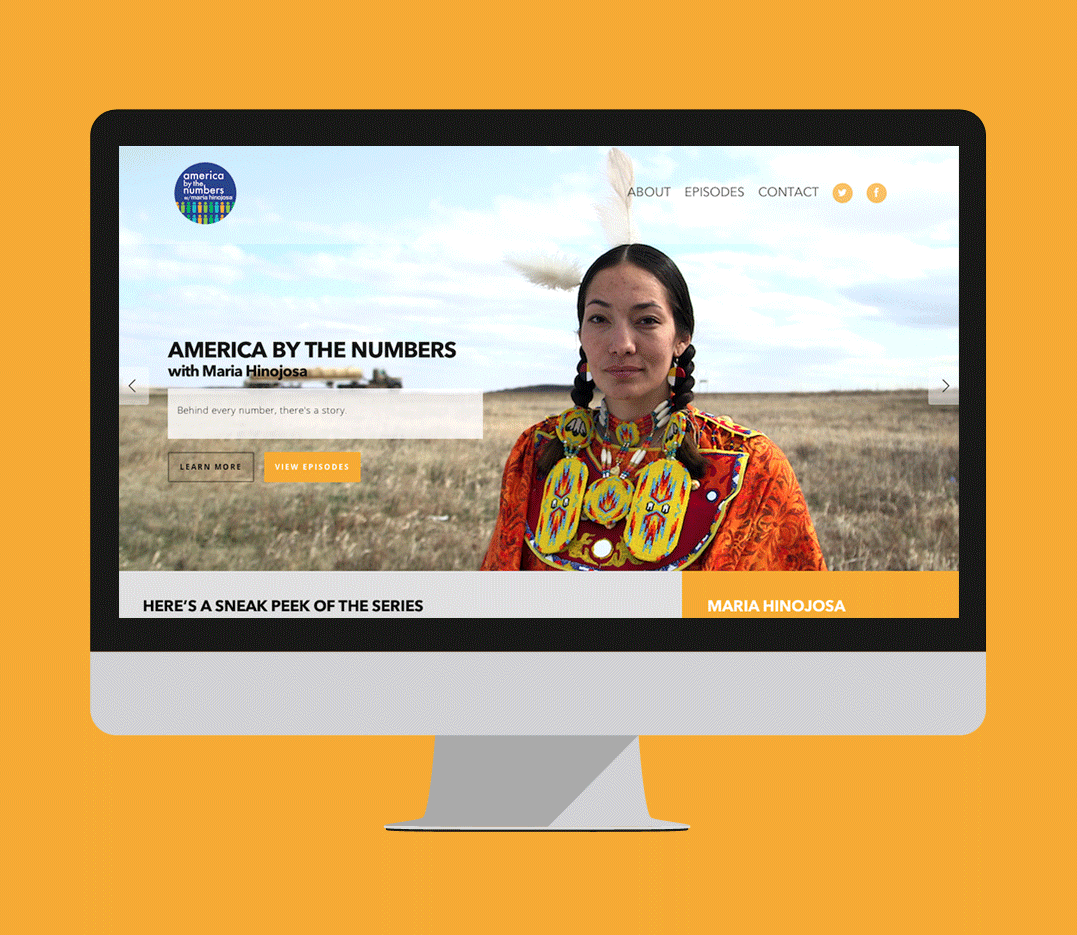 america
by the
numbers
w/maria hinojosa
ABOUT EPISODES CONTACT
AMERICA BY THE NUMBERS
with Maria Hinojosa
Behind every number, there's a story.
LEARN MORE VIEW EPISODES
HERE'S A SNEAK PEEK OF THE SERIES
MARIA HINOJOSA